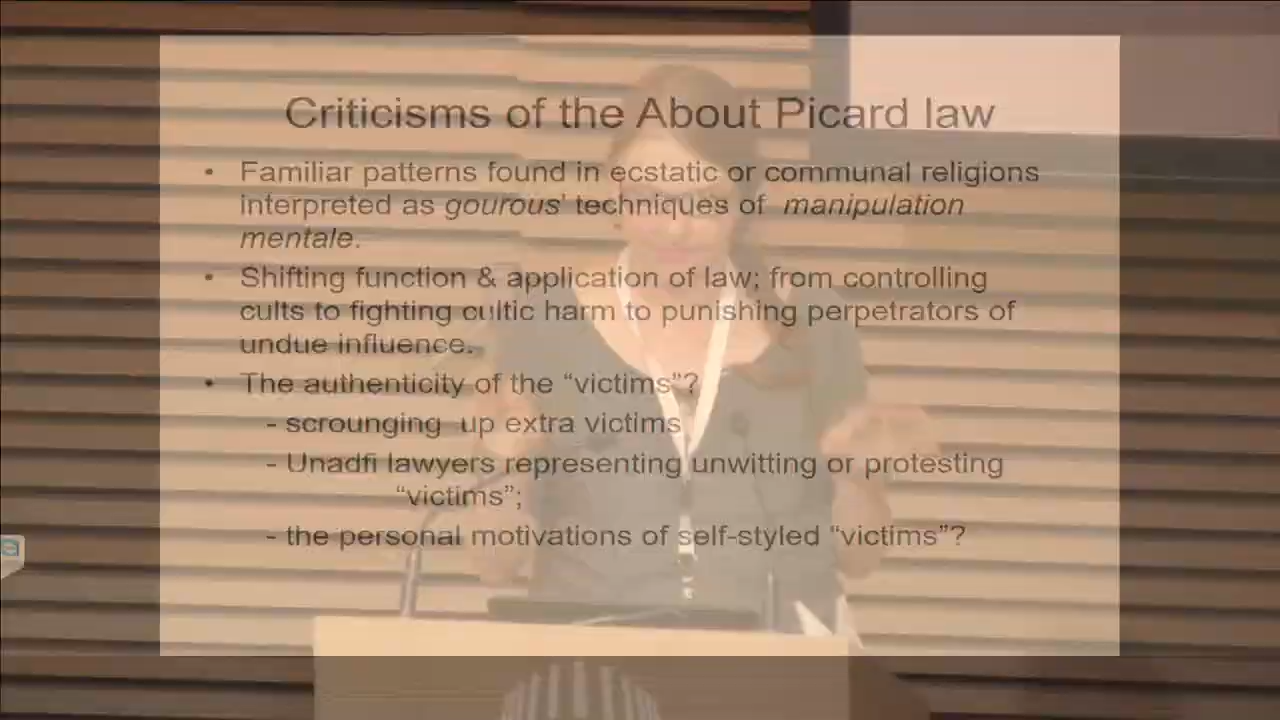 Criticisms of the About Picard law
• Familiar patterns found in ecstatic or communal religions
interpreted as gourous' techniques of manipulation
mentale.
• Shifting function & application of law; from controlling
cults to fighting cultic harm to punishing perpetrators of
undue influence.
• The authenticity of the “victims”?
- scrounging up extra victims
- Unadfi lawyers representing unwitting or protesting
“victims”;
- the personal motivations of self-styled “victims”?